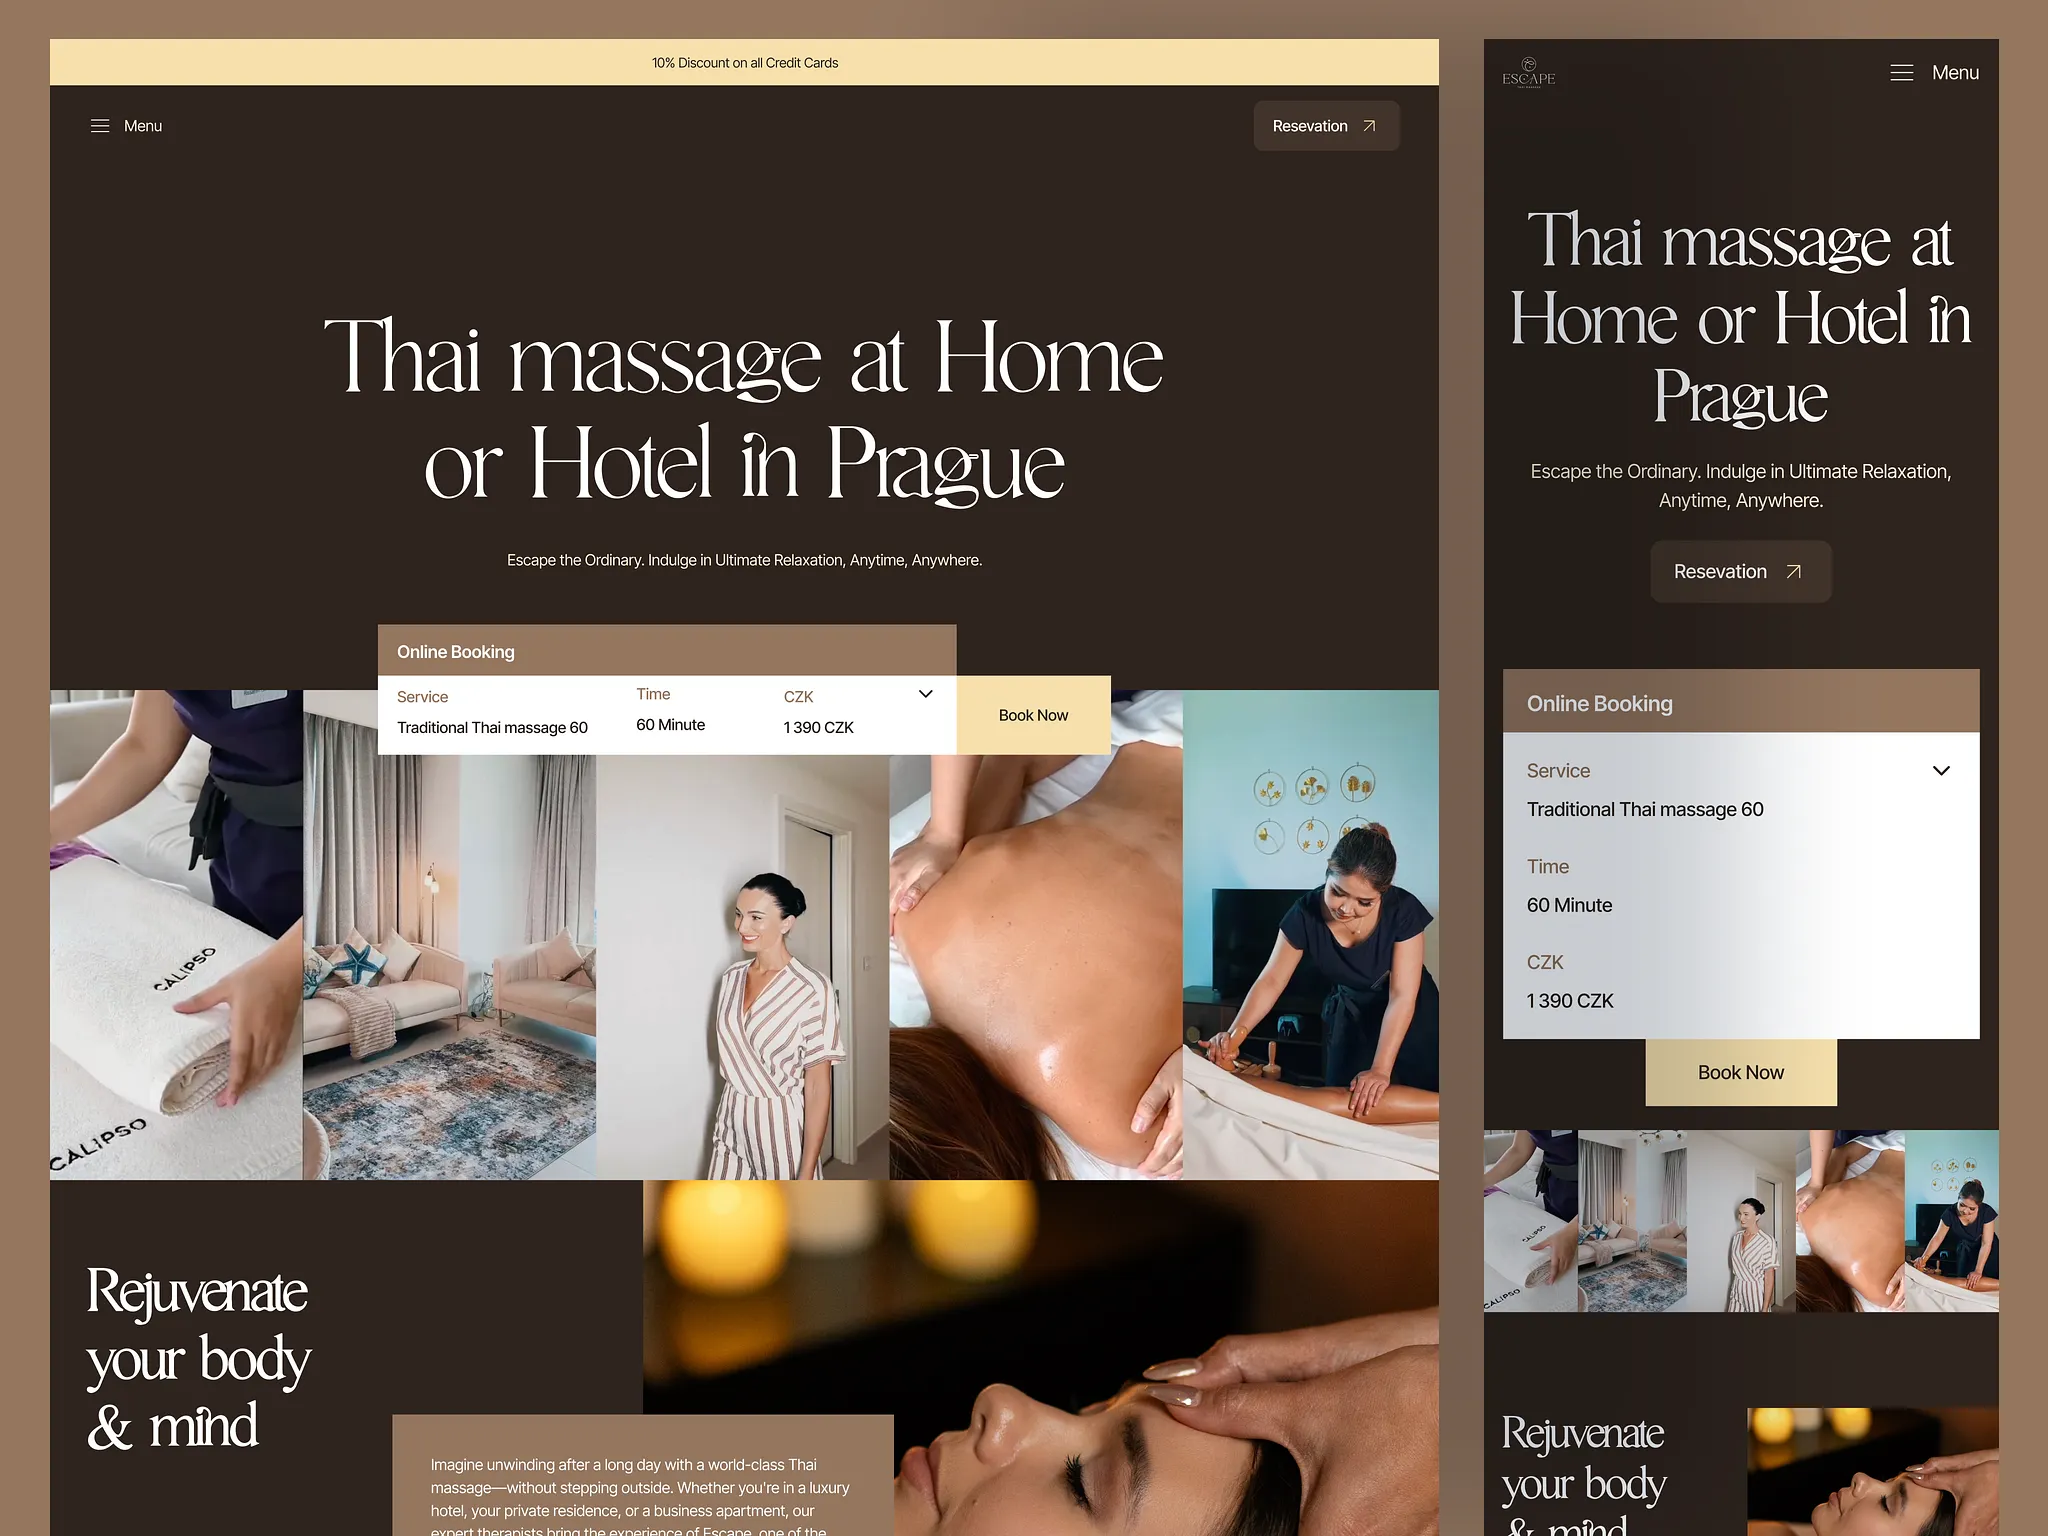 10% Discount on all Credit Cards
Menu
Resevation
Thai massage at Home
or Hotel in Prague
Escape the Ordinary. Indulge in Ultimate Relaxation, Anytime, Anywhere.
Online Booking
Service
Time
CZK
Traditional Thai massage 60
60 Minute
1 390 CZK
Book Now
CALIPSO
CALIPSO
Rejuvenate
your body
& mind
Imagine unwinding after a long day with a world-class Thai
massage—without stepping outside. Whether you're in a luxury
hotel, your private residence, or a business apartment, our
expert therapists bring the experience of Escape, one of the
ESCAPE
Menu
Thai massage at
Home or Hotel in
Prague
Escape the Ordinary. Indulge in Ultimate Relaxation,
Anytime, Anywhere.
Resevation
Online Booking
Service
Traditional Thai massage 60
Time
60 Minute
CZK
1 390 CZK
Book Now
CALIPSO
CALIPSO
Rejuvenate
your body
& mind